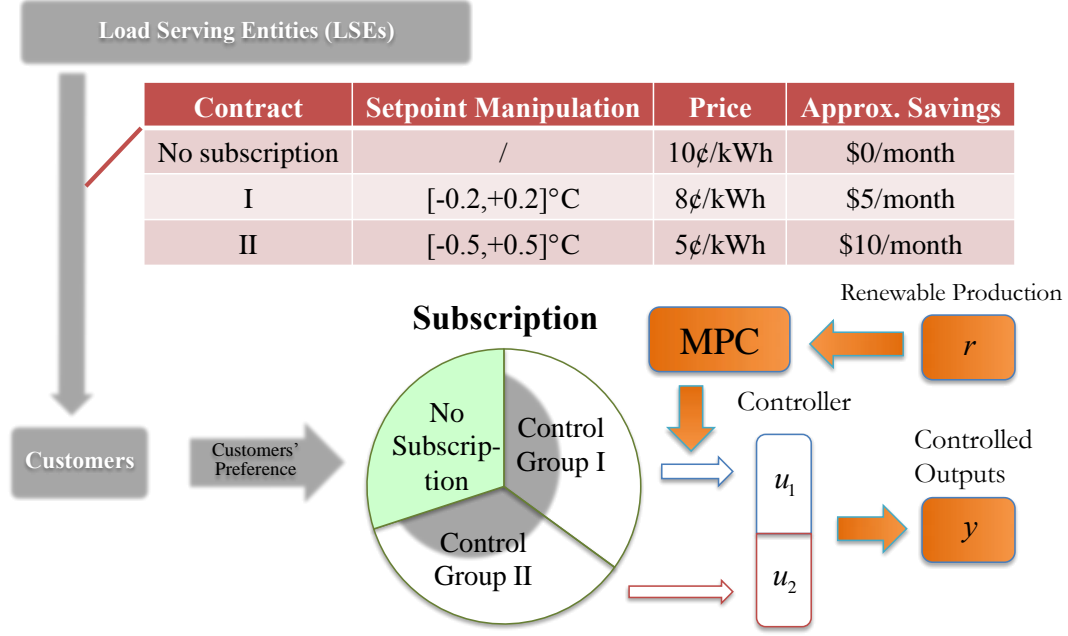 Load Serving Entities (LSEs)
Contract Setpoint Manipulation Price Approx. Savings
No subscription / 10¢/kWh $0/month
I [-0.2,+0.2]°C 8¢/kWh $5/month
II [-0.5,+0.5]°C 5¢/kWh $10/month
Renewable Production
Subscription
MPC
r
Controller
No
Subscrip-
tion
Control
Group I
Control
Group II
Customers
Customers'
Preference
u1
u2
Controlled
Outputs
y